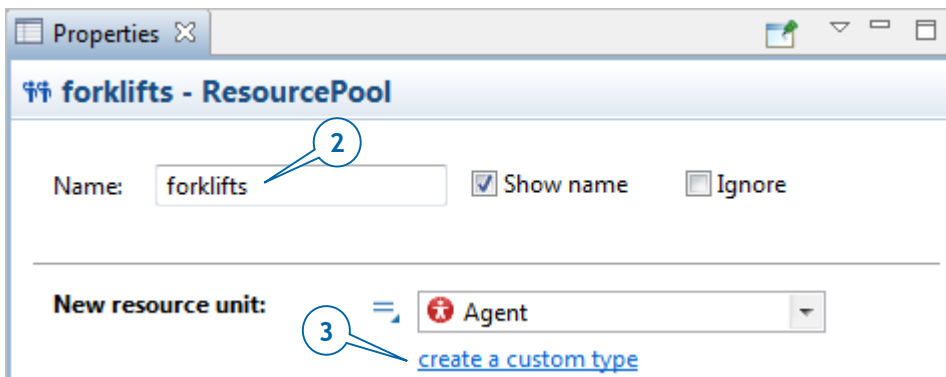 Properties
forklifts - ResourcePool
2
Name: forklifts Show name Ignore
New resource unit: Agent
3
create a custom type